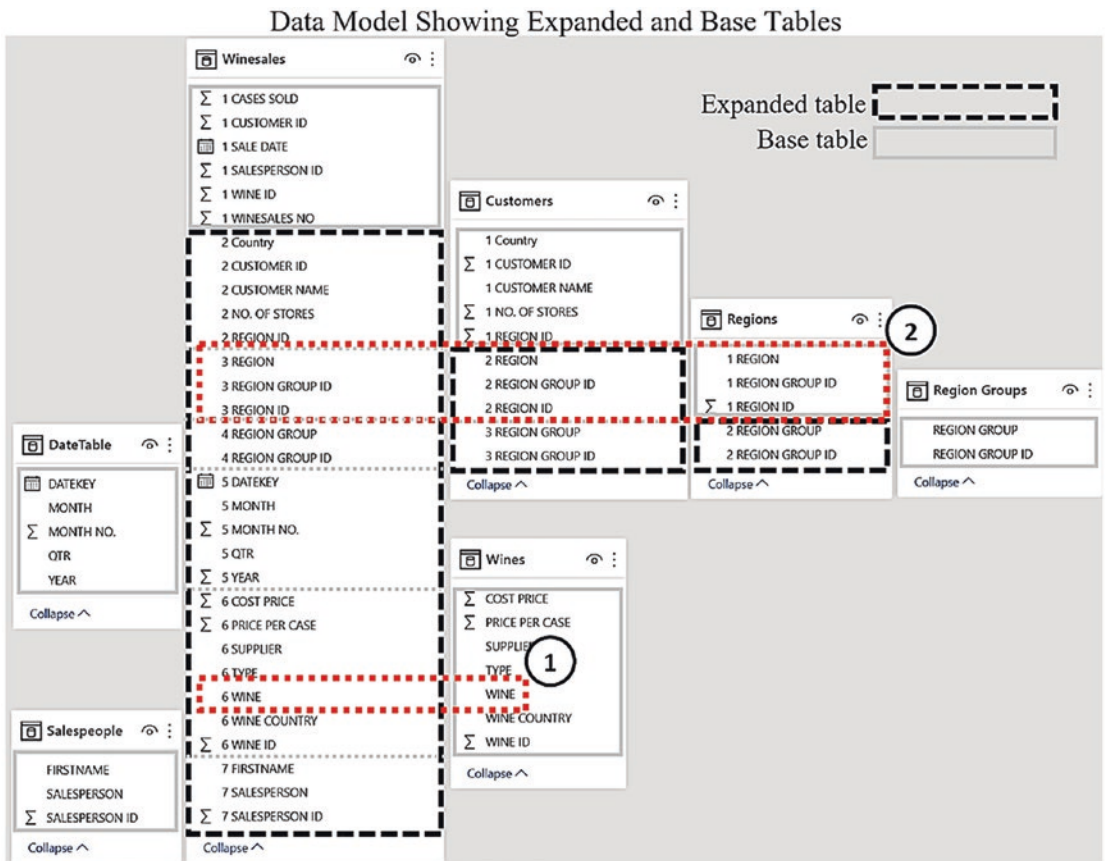 Data Model Showing Expanded and Base Tables
Winesales
1 CASES SOLD
1 CUSTOMER ID
1 SALE DATE
1 SALESPERSON ID
1 WINE ID
1 WINESALES NO
2 Country
2 CUSTOMER ID
2 CUSTOMER NAME
2 NO. OF STORES
2 REGION ID
3 REGION
3 REGION GROUP ID
3 REGION ID
4 REGION GROUP
4 REGION GROUP ID
5 DATEKEY
5 MONTH
5 MONTH NO.
5 QTR
5 YEAR
6 COST PRICE
6 PRICE PER CASE
6 SUPPLIER
6 TYPE
6 WINE
6 WINE COUNTRY
6 WINE ID
7 FIRSTNAME
7 SALESPERSON
7 SALESPERSON ID
Collapse
Expanded table
Base table
Customers
1 Country
1 CUSTOMER ID
1 CUSTOMER NAME
1 NO. OF STORES
1 REGION ID
2 REGION
2 REGION GROUP ID
2 REGION ID
3 REGION GROUP
3 REGION GROUP ID
Collapse
Regions
1 REGION
1 REGION GROUP ID
1 REGION ID
2 REGION GROUP
2 REGION GROUP ID
Collapse
2
Region Groups
REGION GROUP
REGION GROUP ID
Collapse
DateTable
DATEKEY
MONTH
MONTH NO.
QTR
YEAR
Collapse
Wines
COST PRICE
PRICE PER CASE
SUPPLIER
TYPE
WINE
WINE COUNTRY
WINE ID
Collapse
1
Salespeople
FIRSTNAME
SALESPERSON
SALESPERSON ID
Collapse